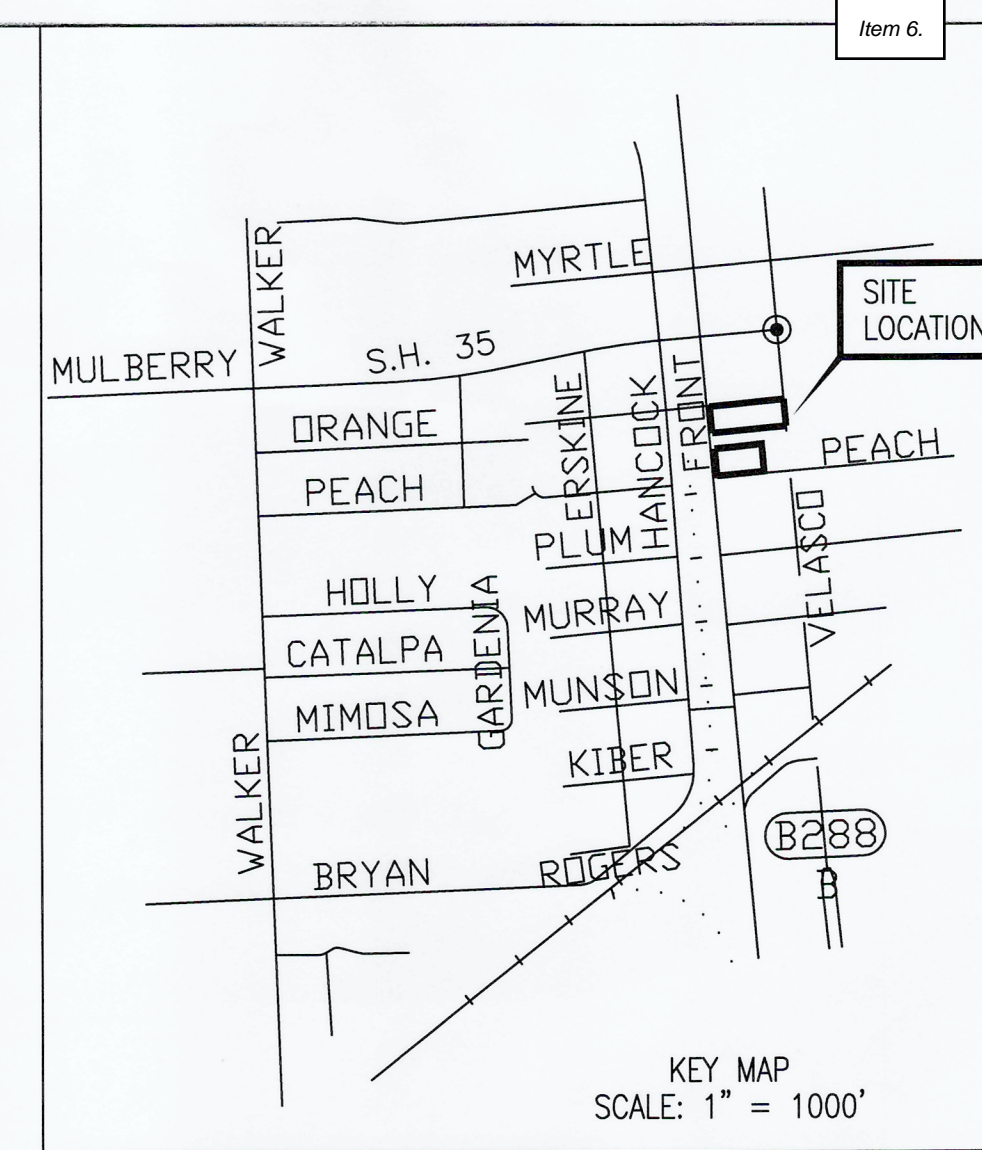 Item 6.
WALKER
MYRTLE
SITE
LOCATION
MULBERRY
S.H. 35
ORANGE
ERSKINE
HANCOCK
FRONT
PEACH
PEACH
PLUM
VELASCO
HOLLY
GARDENIA
MURRAY
CATALPA
MUNSON
MIMOSA
KIBER
WALKER
B288
BRYAN
ROGERS
B
KEY MAP
SCALE: 1" = 1000'